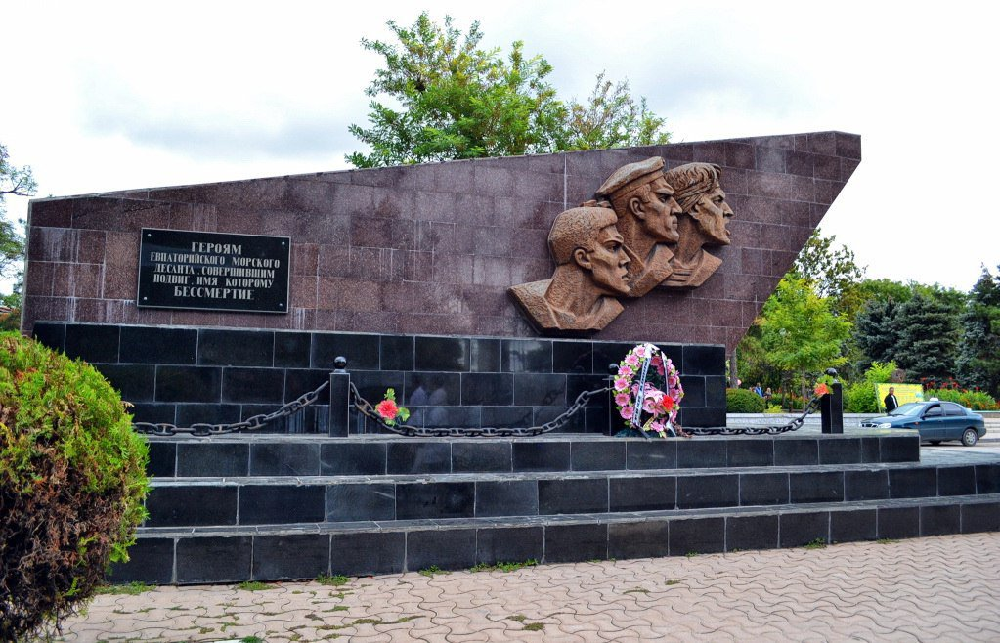 ГЕРОЯМ
ЕВПАТОРИЙСКОГО МОРСКОГО
ДЕСАНТА, СОВЕРШИВШИМ
ПОДВИГ, ИМЯ КОТОРОМУ
БЕССМЕРТИЕ